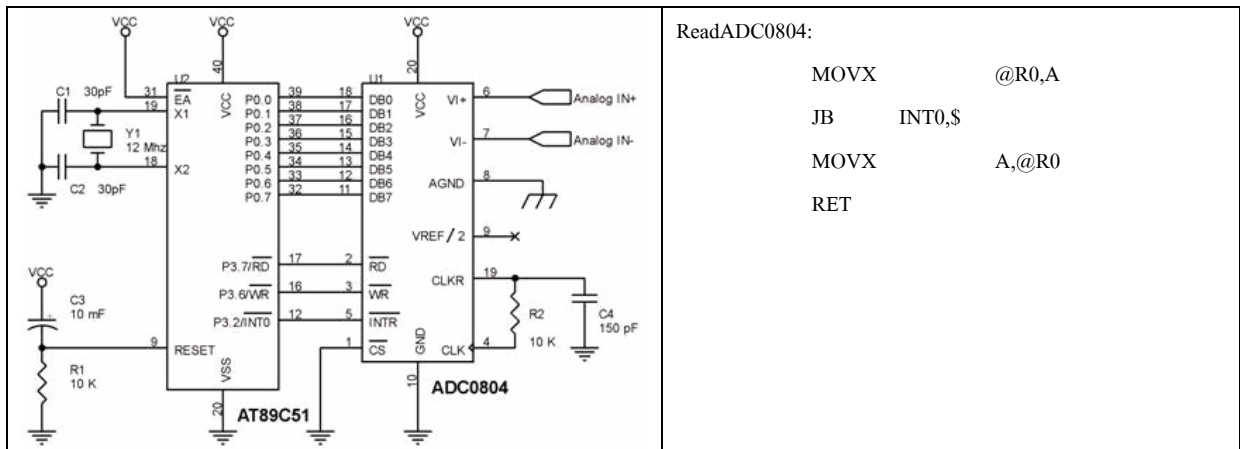 VCC VCC VCC
U2 U1
40 20
C1 30pF
Y1
12 Mhz
C2 30pF
31 EA
19 X1
18 X2
VCC
P0.0 39 18 DB0
P0.1 38 17 DB1
P0.2 37 16 DB2
P0.3 36 15 DB3
P0.4 35 14 DB4
P0.5 34 13 DB5
P0.6 33 12 DB6
P0.7 32 11 DB7
VCC
VI+ 6 Analog IN+
VI- 7 Analog IN-
AGND 8
VREF/2 9
CLKR 19
P3.7/RD 17 2 RD
P3.6/WR 16 3 WR
P3.2/INT0 12 5 INTR
1 CS
CLK 4
GND
10
R2
10 K
C4
150 pF
VCC
C3
10 mF
+
9 RESET
R1
10 K
VSS
20
AT89C51
ADC0804
ReadADC0804:
MOVX @R0,A
JB INT0,$
MOVX A,@R0
RET